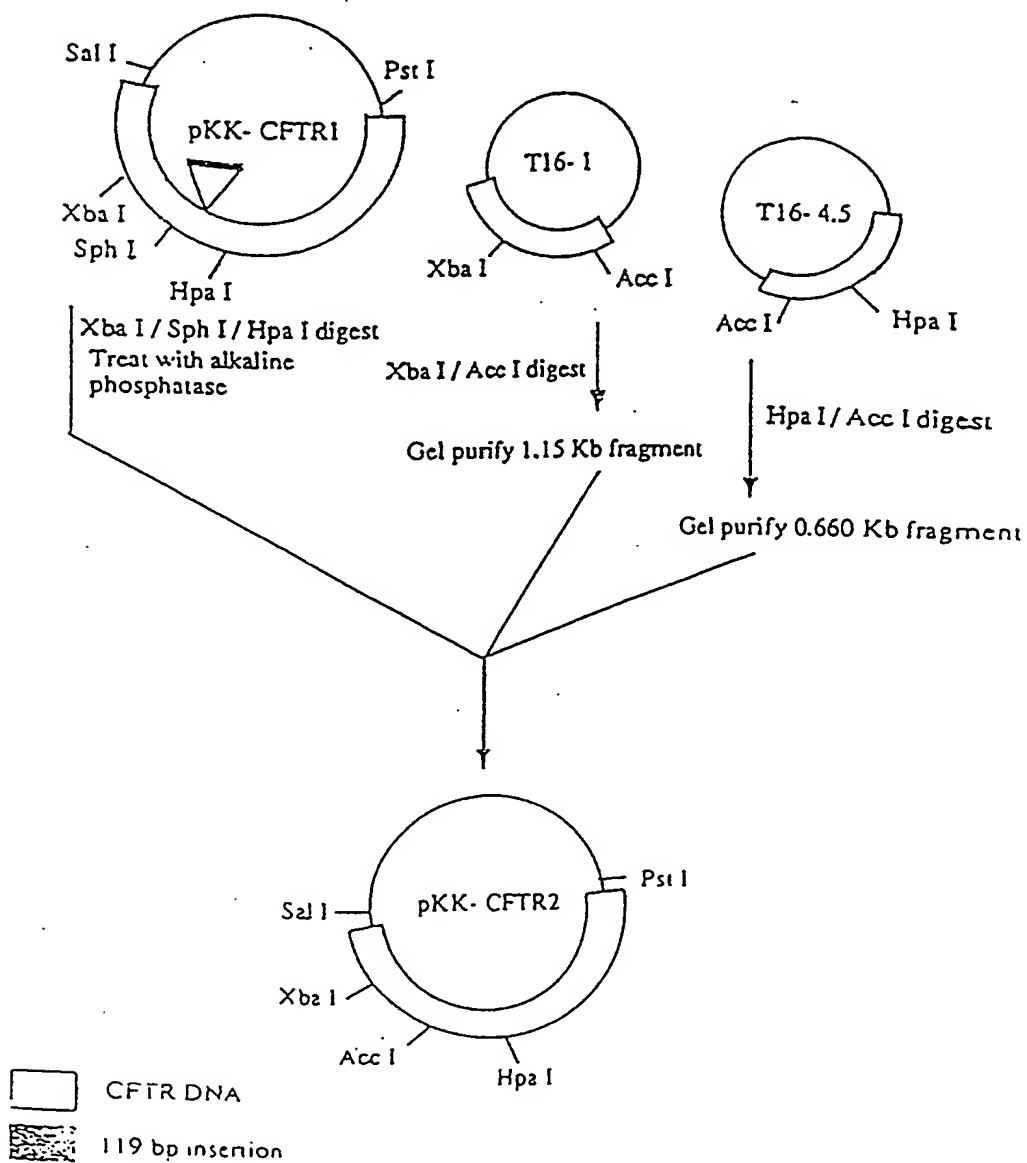 Sal I
Pst I
pKK- CFTR1
Xba I
Sph I
Hpa I
T16- 1
Xba I
Acc I
T16- 4.5
Acc I
Hpa I
Xba I / Sph I / Hpa I digest
Treat with alkaline
phosphatase
Xba I / Acc I digest
Hpa I / Acc I digest
Gel purify 1.15 Kb fragment
Gel purify 0.660 Kb fragment
Sal I
Pst I
pKK- CFTR2
Xba I
Acc I
Hpa I
CFTR DNA
119 bp insertion